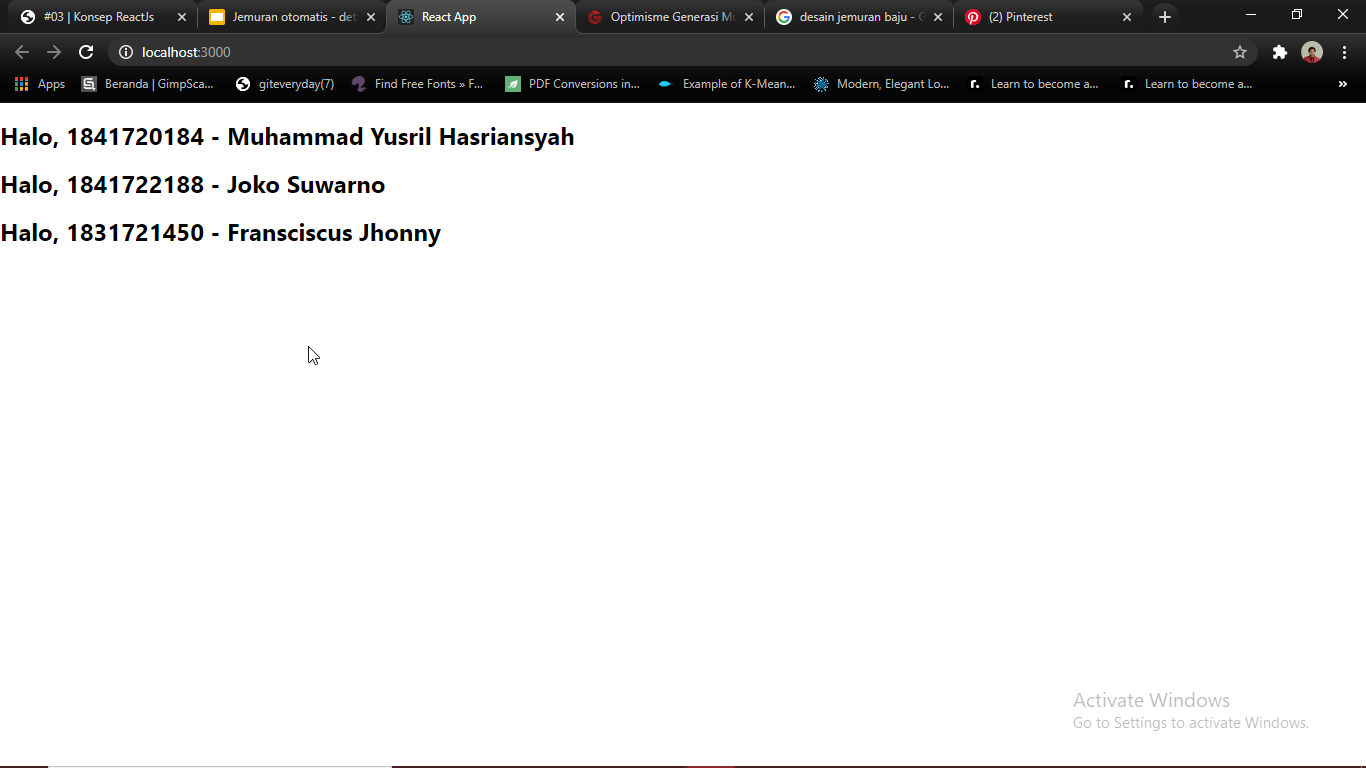 #03 | Konsep ReactJs
Jemuran otomatis - det
React App
Optimisme Generasi M
desain jemuran baju - G
(2) Pinterest
localhost:3000
Apps
Beranda | GimpSca...
giteveryday(7)
Find Free Fonts » F...
PDF Conversions in...
Example of K-Mean...
Modern, Elegant Lo...
Learn to become a...
Learn to become a...
»
Halo, 1841720184 - Muhammad Yusril Hasriansyah
Halo, 1841722188 - Joko Suwarno
Halo, 1831721450 - Fransciscus Jhonny
Activate Windows
Go to Settings to activate Windows.